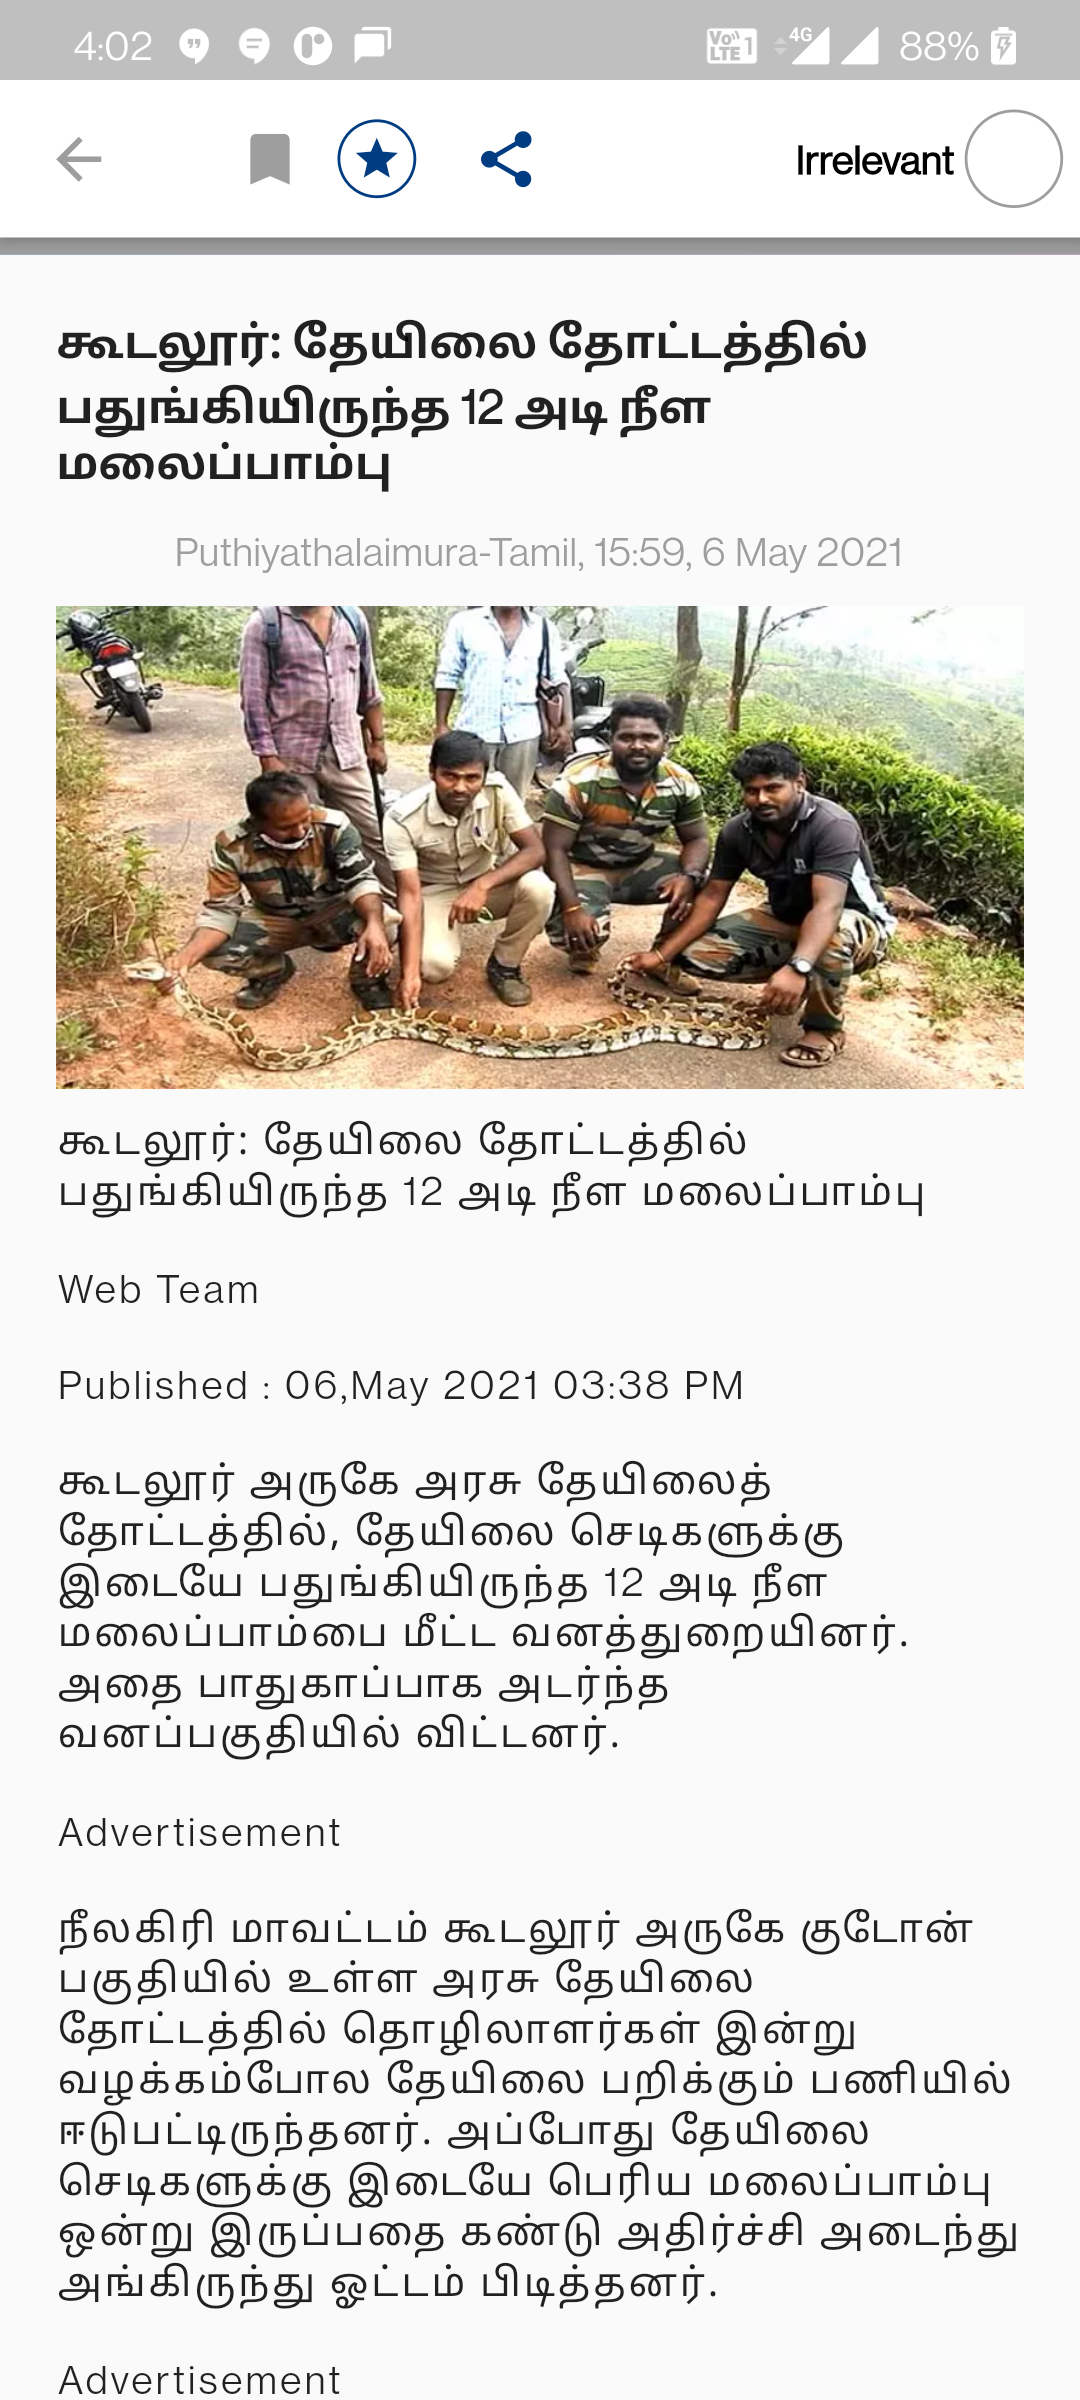 4:02
VoLTE 1
4G
88%
Irrelevant
கூடலூர்: தேயிலை தோட்டத்தில்
பதுங்கியிருந்த 12 அடி நீள
மலைப்பாம்பு
Puthiyathalaimura-Tamil, 15:59, 6 May 2021
கூடலூர்: தேயிலை தோட்டத்தில்
பதுங்கியிருந்த 12 அடி நீள மலைப்பாம்பு
Web Team
Published : 06,May 2021 03:38 PM
கூடலூர் அருகே அரசு தேயிலைத்
தோட்டத்தில், தேயிலை செடிகளுக்கு
இடையே பதுங்கியிருந்த 12 அடி நீள
மலைப்பாம்பை மீட்ட வனத்துறையினர்.
அதை பாதுகாப்பாக அடர்ந்த
வனப்பகுதியில் விட்டனர்.
Advertisement
நீலகிரி மாவட்டம் கூடலூர் அருகே குடோன்
பகுதியில் உள்ள அரசு தேயிலை
தோட்டத்தில் தொழிலாளர்கள் இன்று
வழக்கம்போல தேயிலை பறிக்கும் பணியில்
ஈடுபட்டிருந்தனர். அப்போது தேயிலை
செடிகளுக்கு இடையே பெரிய மலைப்பாம்பு
ஒன்று இருப்பதை கண்டு அதிர்ச்சி அடைந்து
அங்கிருந்து ஓட்டம் பிடித்தனர்.
Advertisement